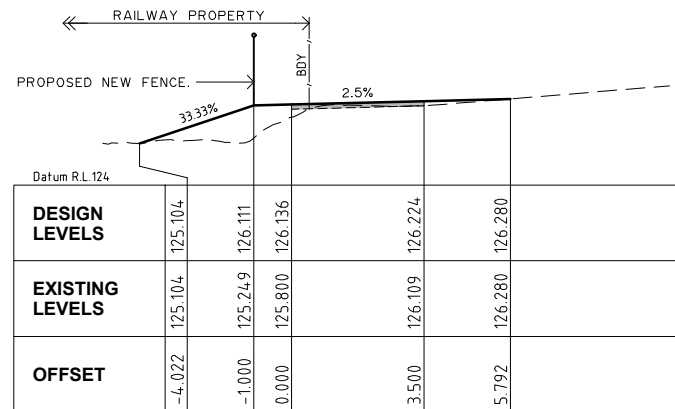 RAILWAY PROPERTY
BDY
PROPOSED NEW FENCE.
2.5%
33.33%
Datum R.L.124
DESIGN LEVELS
125.104
126.111
126.136
126.224
126.280
EXISTING LEVELS
125.104
125.249
125.800
126.109
126.280
OFFSET
-4.022
-1.000
0.000
3.500
5.792